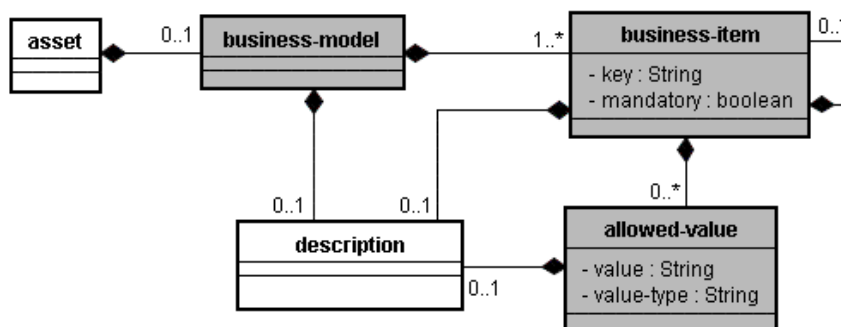 asset
0..1
business-model
1..*
business-item
- key : String
- mandatory : boolean
0..1
0..1
0..*
description
0..1
allowed-value
- value : String
- value-type : String